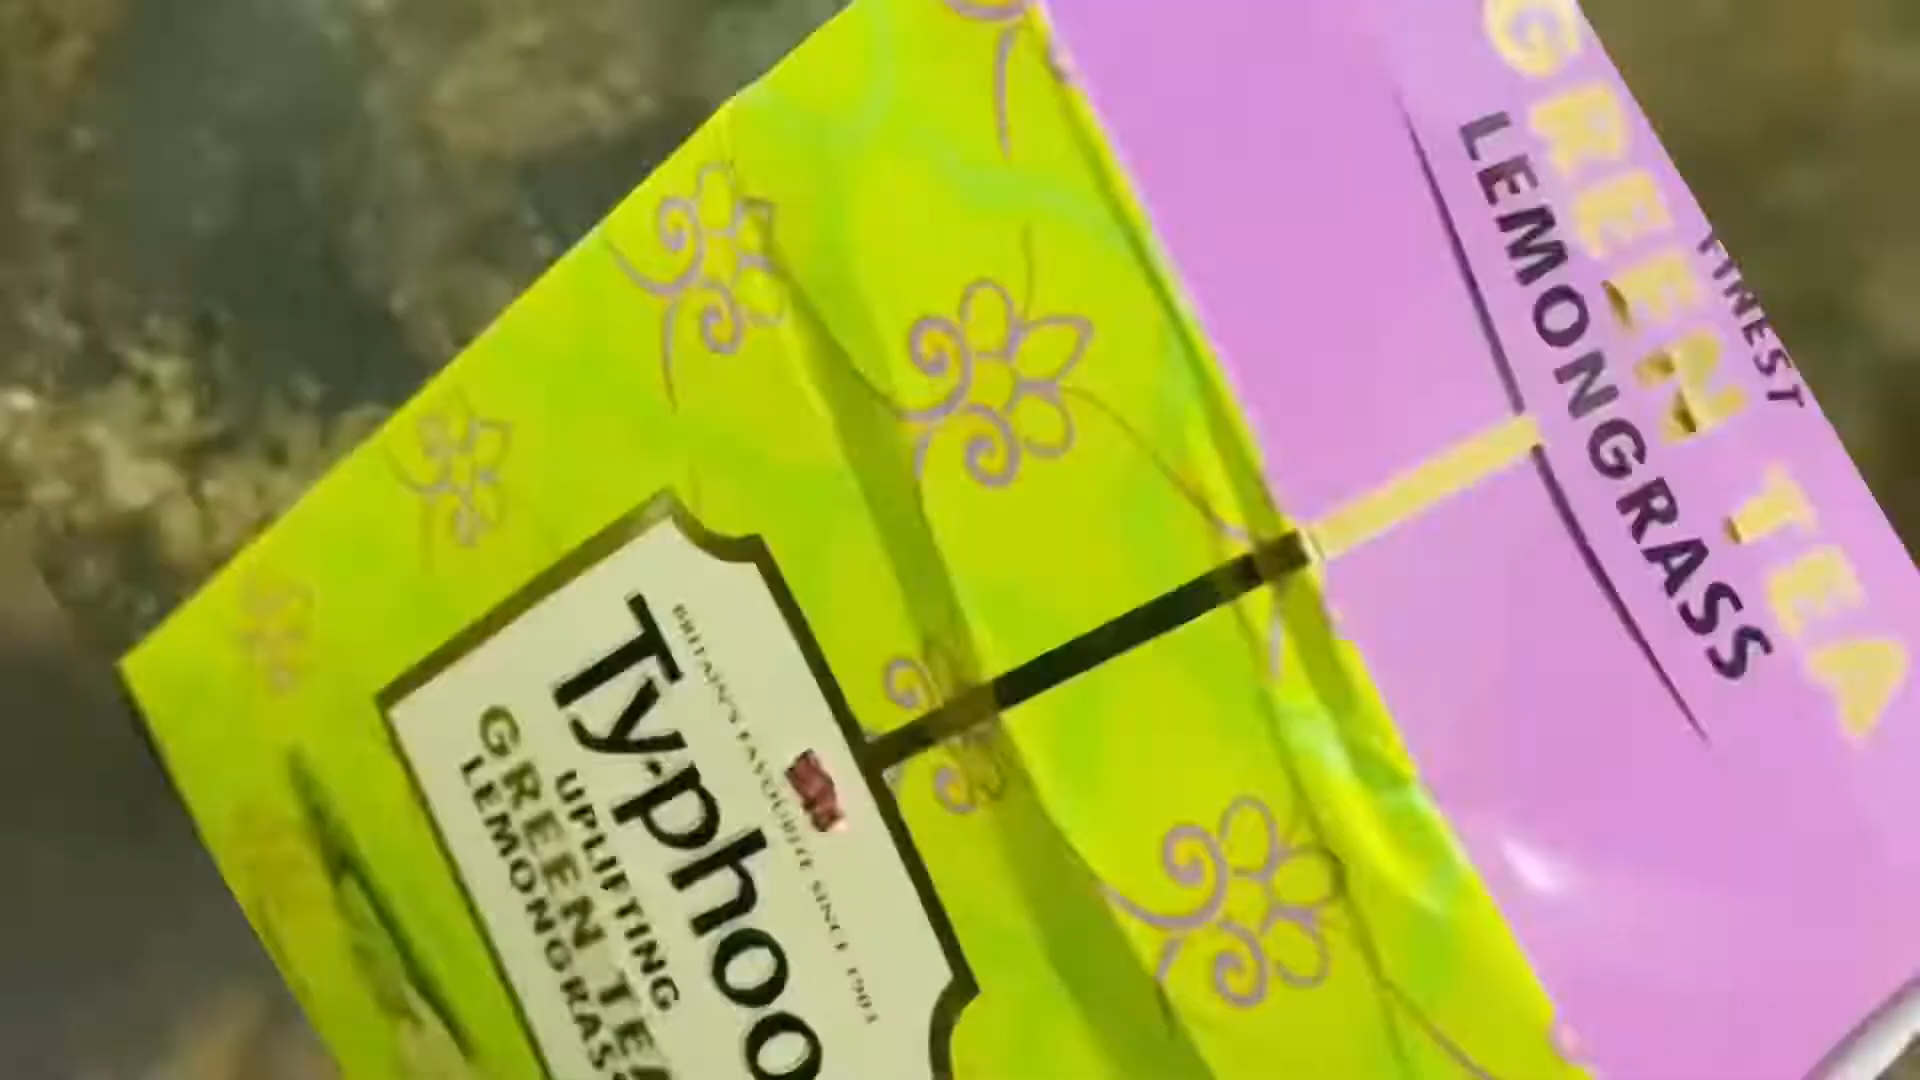 FINEST
GREEN TEA
LEMONGRASS
BRITAIN'S FAVOURITE SINCE 1903
Typhoo
UPLIFTING
GREEN TEA
LEMONGRASS